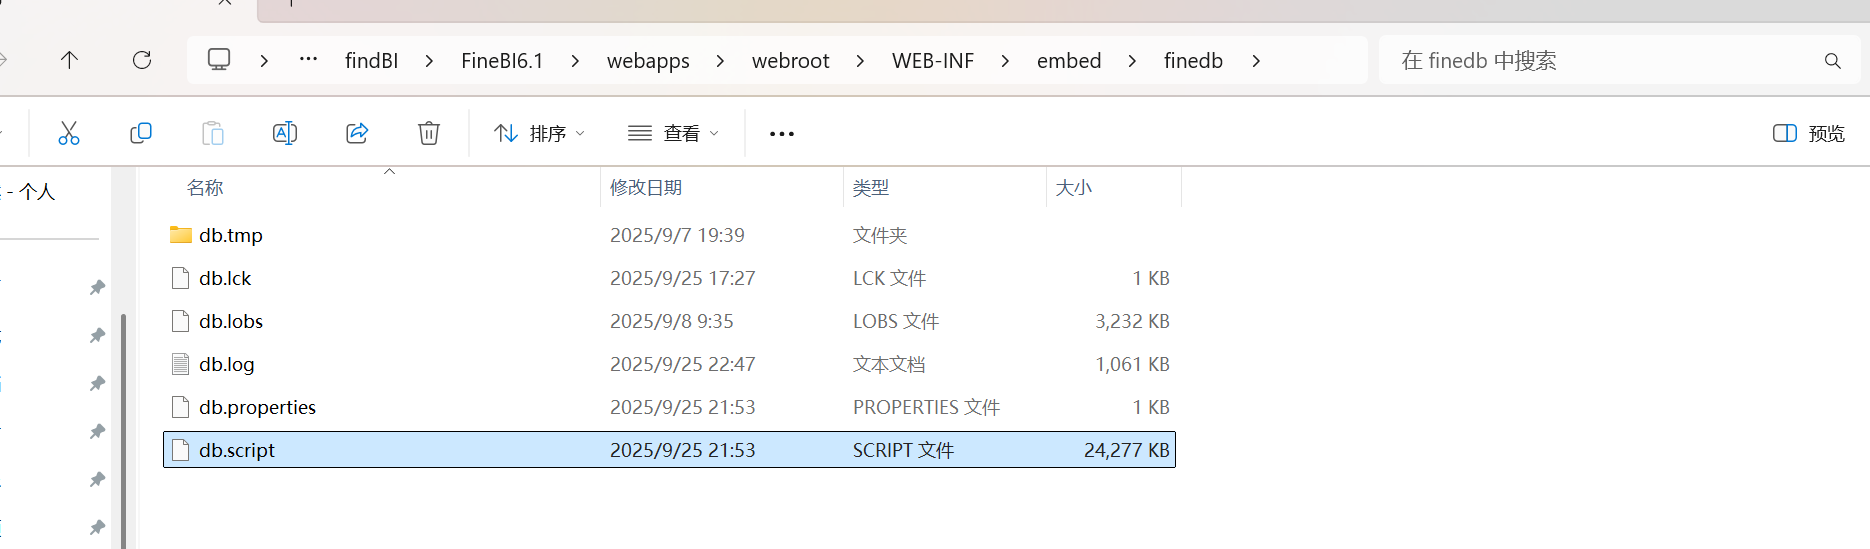 findBI FineBI6.1 webapps webroot WEB-INF embed finedb 在 finedb 中搜索
排序 查看 预览
- 个人
名称 修改日期 类型 大小
db.tmp 2025/9/7 19:39 文件夹
db.lck 2025/9/25 17:27 LCK 文件 1 KB
db.lobs 2025/9/8 9:35 LOBS 文件 3,232 KB
db.log 2025/9/25 22:47 文本文档 1,061 KB
db.properties 2025/9/25 21:53 PROPERTIES 文件 1 KB
db.script 2025/9/25 21:53 SCRIPT 文件 24,277 KB